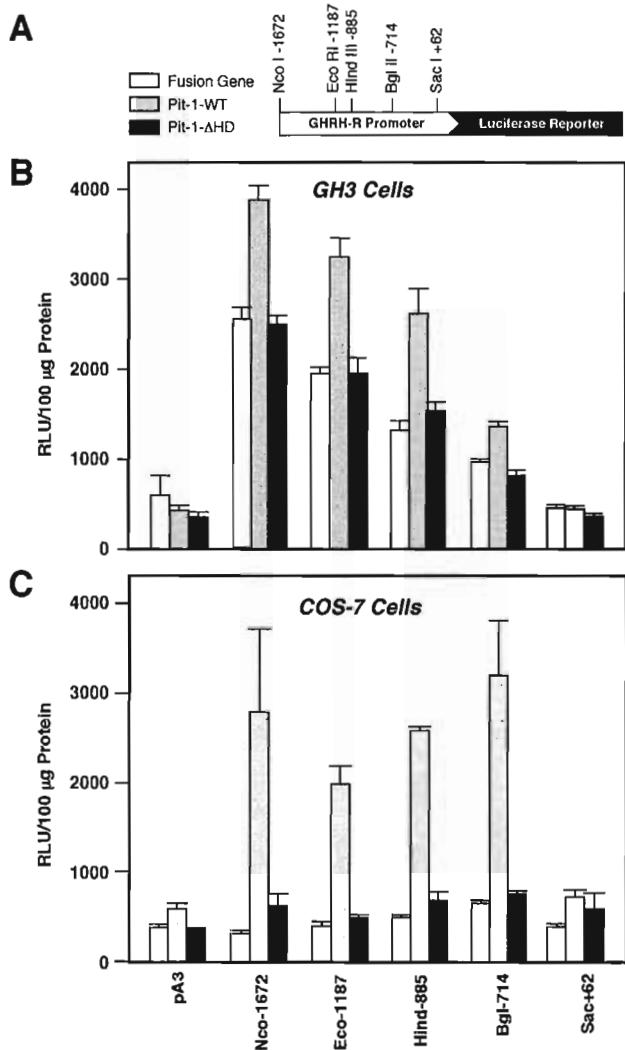 A
Nco I -1672
Eco RI -1187
Hind III -885
Bgl II -714
Sac I +62
Fusion Gene
Pit-1-WT
Pit-1-ΔHD
GHRH-R Promoter
Luciferase Reporter
B
GH3 Cells
4000
3000
2000
1000
0
RLU/100 µg Protein
C
COS-7 Cells
4000
3000
2000
1000
0
RLU/100 µg Protein
pA3
Nco-1672
Eco-1187
Hind-885
Bgl-714
Sac+62